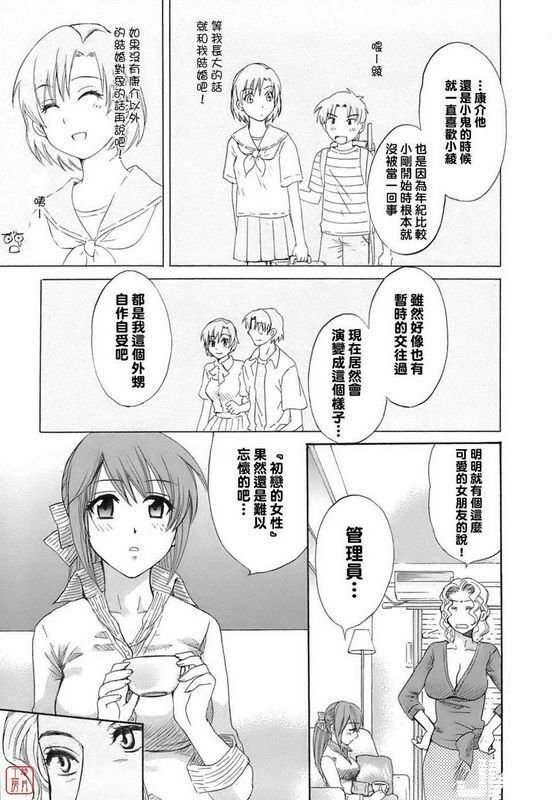 …康介他
還是小鬼的時候
就一直喜歡小綾
也是因為年紀比較
小剛開始時根本就
沒被當一回事
喂ー綾
等我長大的話
就和我結婚吧！
如果沒有康介以外
的結婚對象的話再說吧！
咦ー
雖然好像也有
暫時的交往過
現在居然會
演變成這個樣子…
都是我這個外甥
自作自受吧
明明就有個這麼
可愛的女朋友的說！
管理員…
『初戀的女性』
果然還是難以
忘懷的吧…